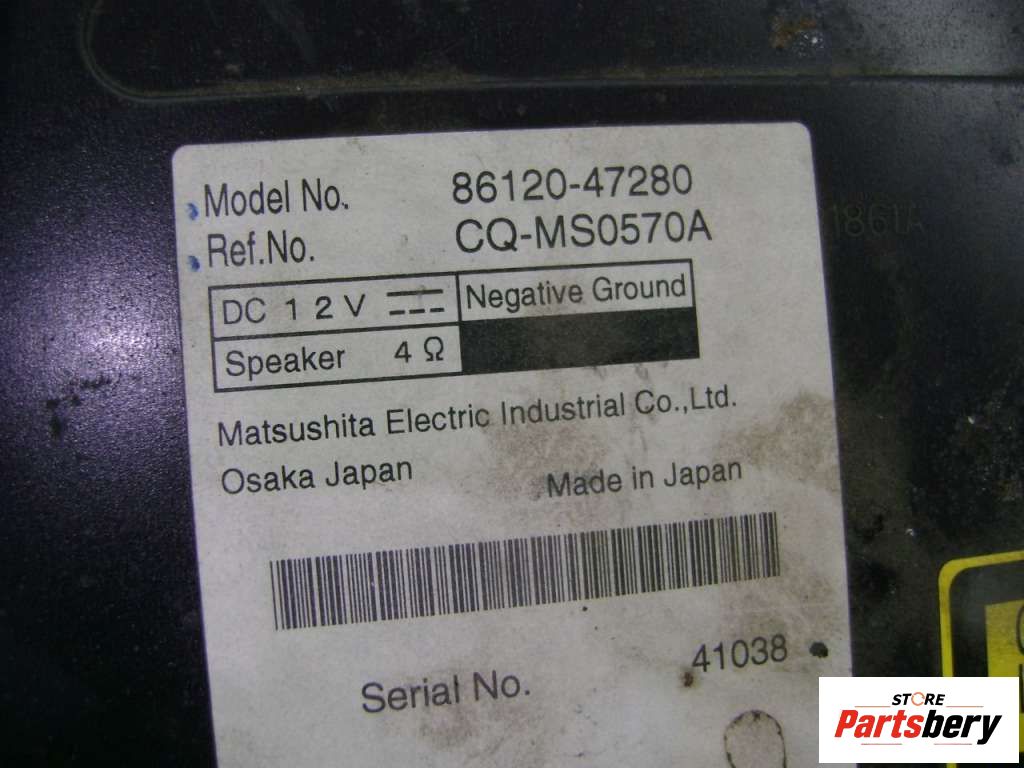 Model No. 86120-47280
Ref.No. CQ-MS0570A
DC 12V Negative Ground
Speaker 4Ω
Matsushita Electric Industrial Co.,Ltd.
Osaka Japan Made in Japan
41038
Serial No.
STORE
Partsbery